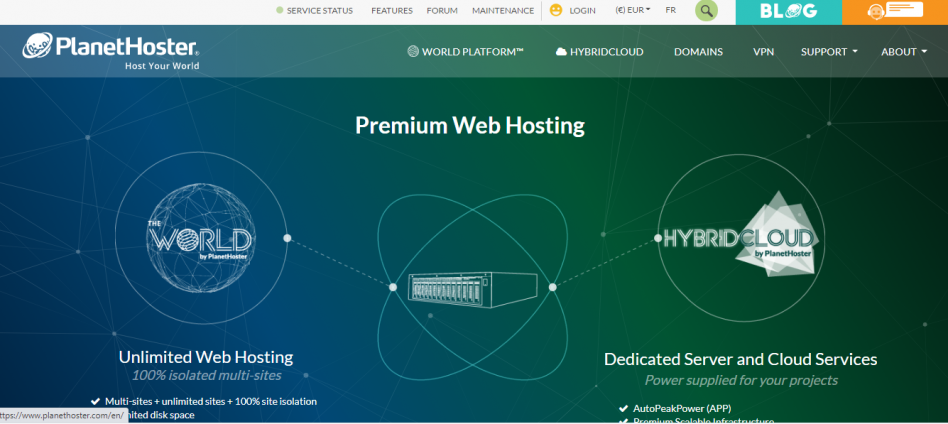 SERVICE STATUS FEATURES FORUM MAINTENANCE LOGIN (€) EUR FR BLOG
PlanetHoster
Host Your World
WORLD PLATFORM™ HYBRIDCLOUD DOMAINS VPN SUPPORT ABOUT
Premium Web Hosting
THE WORLD
by PlanetHoster
HYBRIDCLOUD
by PlanetHoster
Unlimited Web Hosting
100% isolated multi-sites
Multi-sites + unlimited sites + 100% site isolation
mited disk space
Dedicated Server and Cloud Services
Power supplied for your projects
AutoPeakPower (APP)
Premium Scalable Infrastructure
ttps://www.planethoster.com/en/